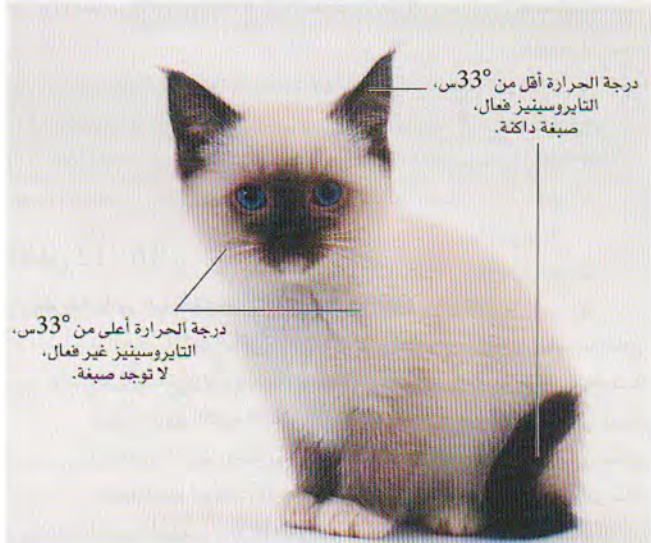 درجة الحرارة أقل من 33°س،
التايروسينيز فعال،
صبغة داكنة.
درجة الحرارة أعلى من 33°س،
التايروسينيز غير فعال،
لا توجد صبغة.